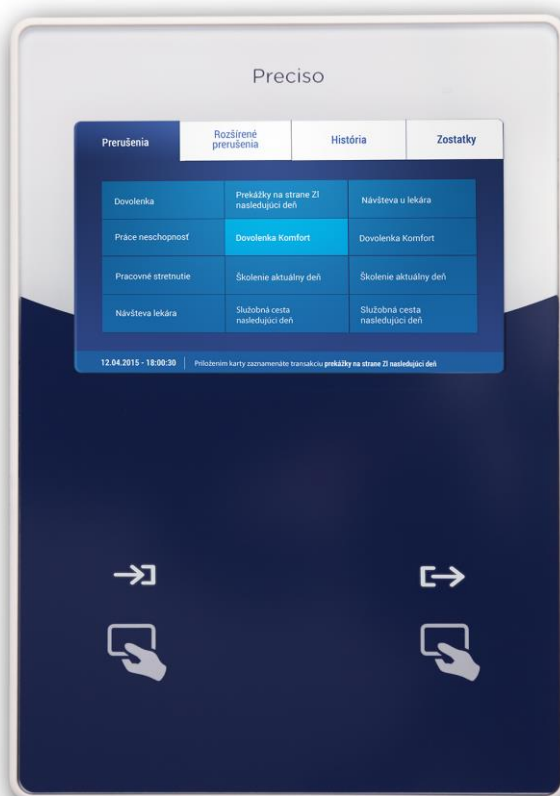 Preciso
Prerušenia
Rozšírené
prerušenia
História
Zostatky
Dovolenka
Prekážky na strane Zl
nasledujúci deň
Návšteva u lekára
Práce neschopnosť
Dovolenka Komfort
Dovolenka Komfort
Pracovné stretnutie
Školenie aktuálny deň
Školenie aktuálny deň
Návšteva lekára
Služobná cesta
nasledujúci deň
Služobná cesta
nasledujúci deň
12.04.2015 - 18:00:30
Priložením karty zaznamenáte transakciu prekážky na strane Zl nasledujúci deň